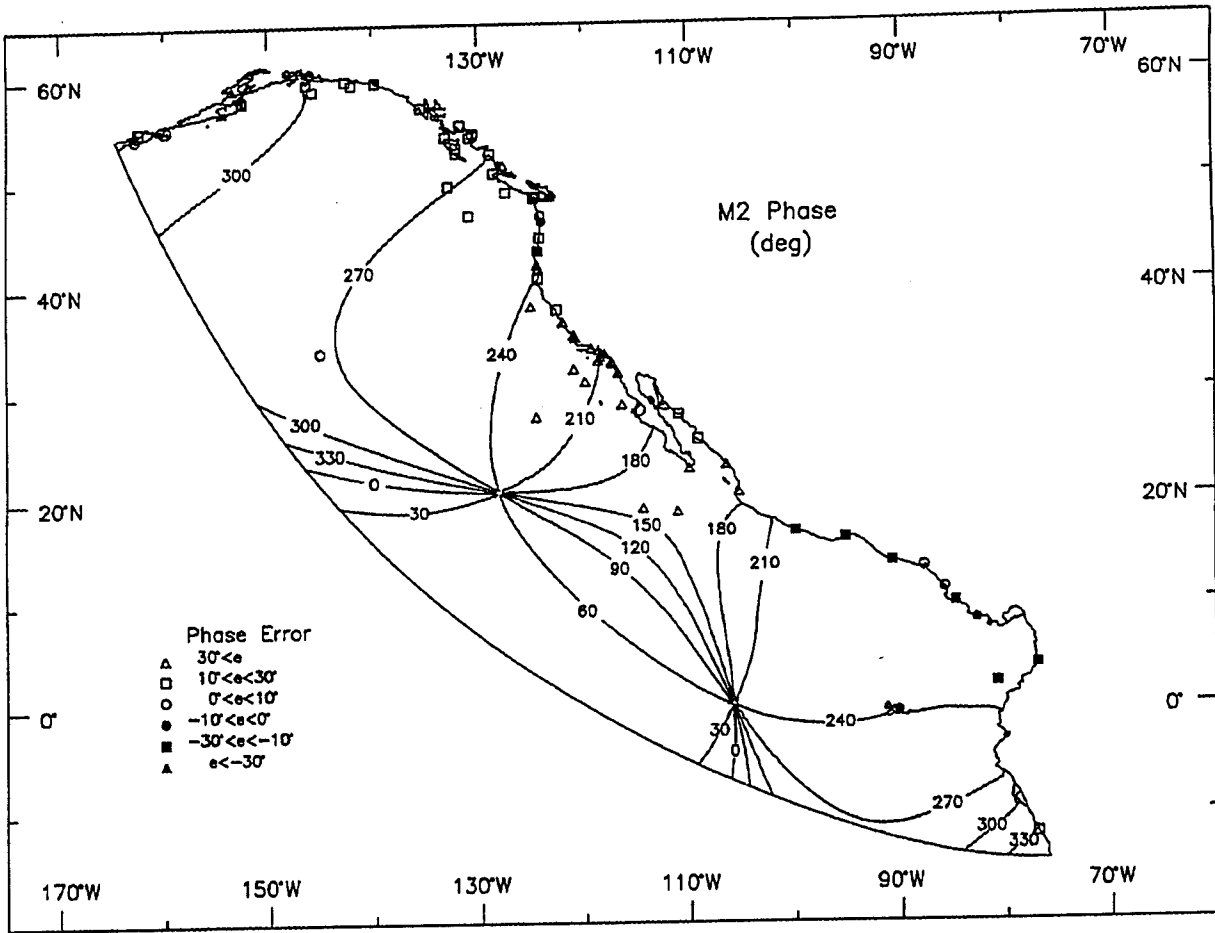 130°W 110°W 90°W 70°W
60°N 60°N
300
M2 Phase
(deg)
270
40°N 40°N
240
210
300
180
330
0
20°N 30 150 180 20°N
120 210
90
60
Phase Error
30°<e
10°<e<30°
0°<e<10°
-10°<e<0°
-30°<e<-10°
e<-30°
0° 30 240 0°
0
270
300
330
170°W 150°W 130°W 110°W 90°W 70°W